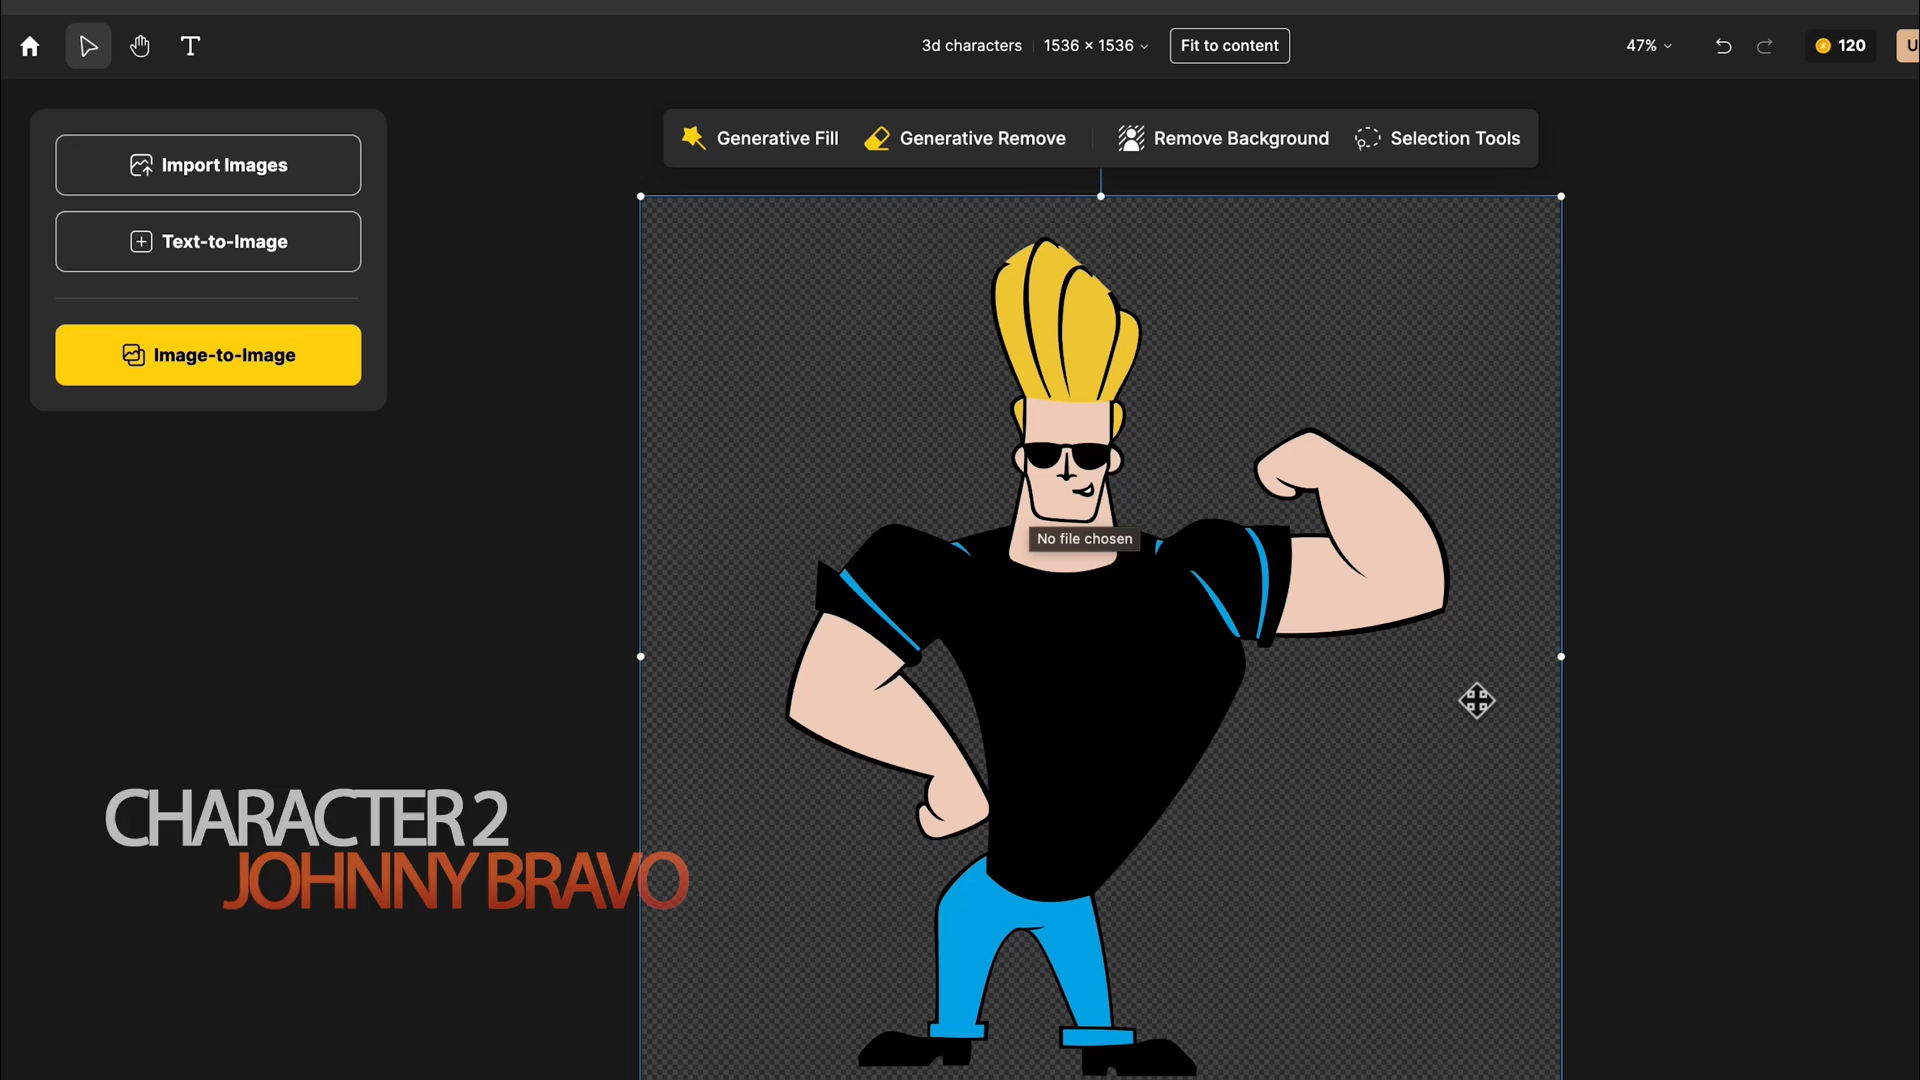 3d characters 1536 × 1536 Fit to content 47% 120 U
Generative Fill Generative Remove Remove Background Selection Tools
Import Images
Text-to-Image
Image-to-Image
No file chosen
CHARACTER 2
JOHNNY BRAVO